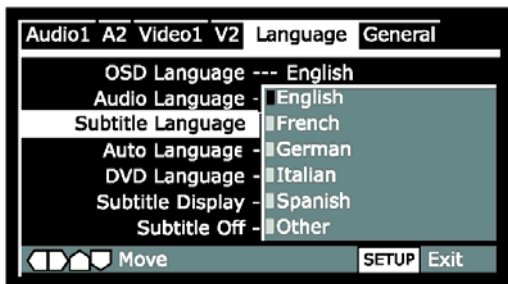 Audio1 A2 Video1 V2 Language General
OSD Language --- English
Audio Language - English
Subtitle Language French
Auto Language - German
DVD Language - Italian
Subtitle Display - Spanish
Subtitle Off - Other
Move SETUP Exit